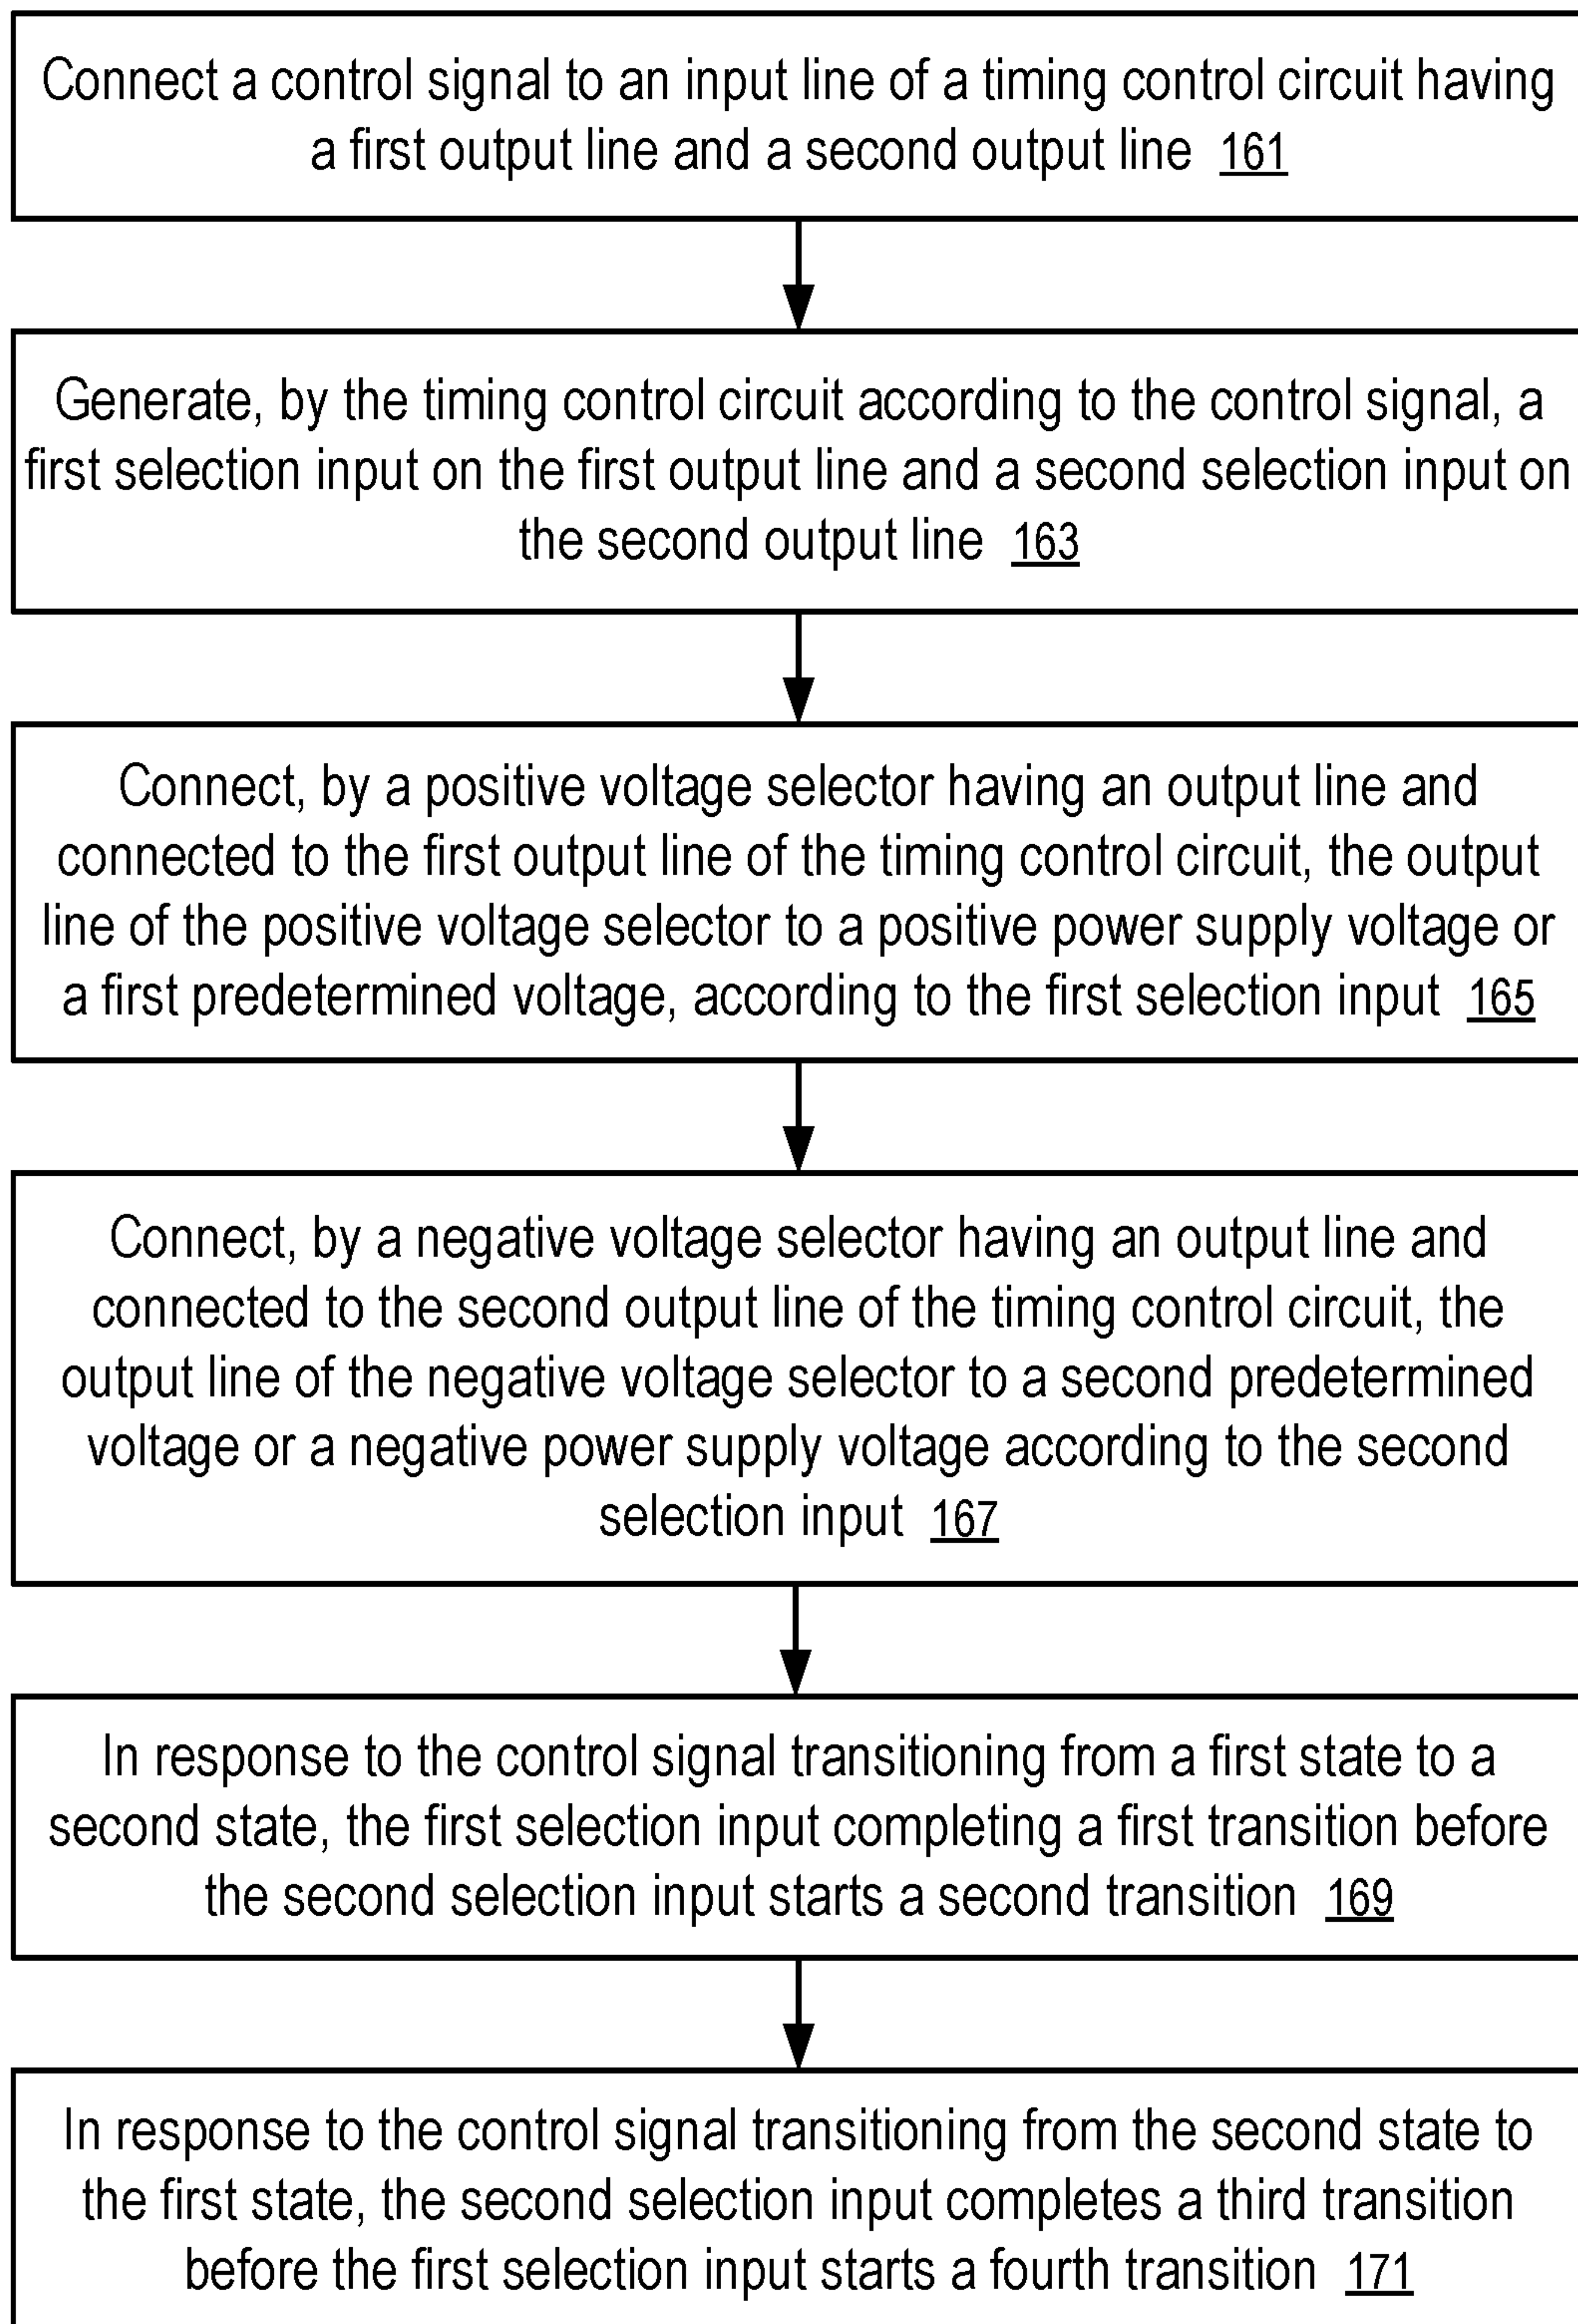 Connect a control signal to an input line of a timing control circuit having
a first output line and a second output line 161
Generate, by the timing control circuit according to the control signal, a
first selection input on the first output line and a second selection input on
the second output line 163
Connect, by a positive voltage selector having an output line and
connected to the first output line of the timing control circuit, the output
line of the positive voltage selector to a positive power supply voltage or
a first predetermined voltage, according to the first selection input 165
Connect, by a negative voltage selector having an output line and
connected to the second output line of the timing control circuit, the
output line of the negative voltage selector to a second predetermined
voltage or a negative power supply voltage according to the second
selection input 167
In response to the control signal transitioning from a first state to a
second state, the first selection input completing a first transition before
the second selection input starts a second transition 169
In response to the control signal transitioning from the second state to
the first state, the second selection input completes a third transition
before the first selection input starts a fourth transition 171